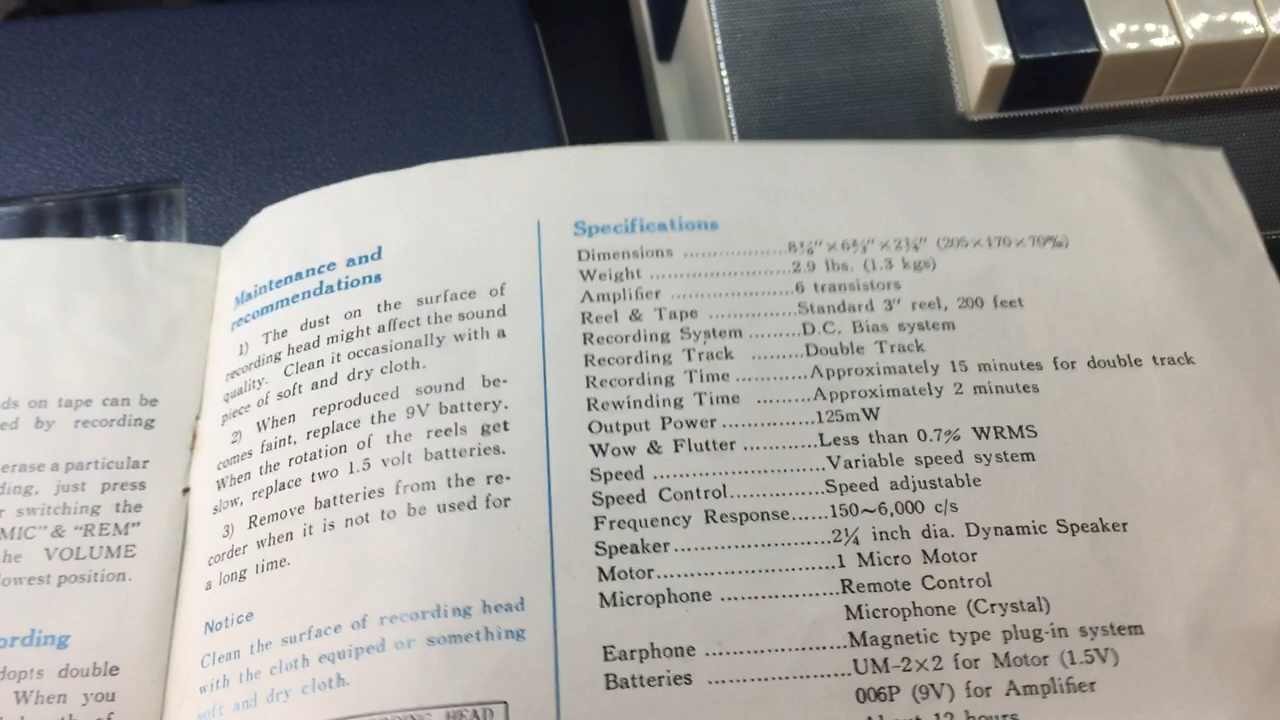 ds on tape can be
ed by recording
erase a particular
ding, just press
r switching the
MIC" & "REM"
he VOLUME
lowest position.
ording
dopts double
When you
Maintenance and
recommendations
1) The dust on the surface of
recording head might affect the sound
quality. Clean it occasionally with a
piece of soft and dry cloth.
2) When reproduced sound be-
comes faint, replace the 9V battery.
When the rotation of the reels get
slow, replace two 1.5 volt batteries.
3) Remove batteries from the re-
corder when it is not to be used for
a long time.
Notice
Clean the surface of recording head
with the cloth equiped or something
soft and dry cloth.
HEAD
Specifications
Dimensions ................ (205×170×70㎜)
Weight ......................2.9 lbs. (1.3 kgs)
Amplifier ...................6 transistors
Reel & Tape ..............Standard 3" reel, 200 feet
Recording System .........D.C. Bias system
Recording Track .........Double Track
Recording Time ...........Approximately 15 minutes for double track
Rewinding Time .........Approximately 2 minutes
Output Power ..............125mW
Wow & Flutter ............Less than 0.7% WRMS
Speed ..........................Variable speed system
Speed Control..............Speed adjustable
Frequency Response......150~6,000 c/s
Speaker........................2¼ inch dia. Dynamic Speaker
Motor...........................1 Micro Motor
Microphone ..................Remote Control
Microphone (Crystal)
Earphone .....................Magnetic type plug-in system
Batteries .....................UM-2×2 for Motor (1.5V)
006P (9V) for Amplifier
About 12 hours